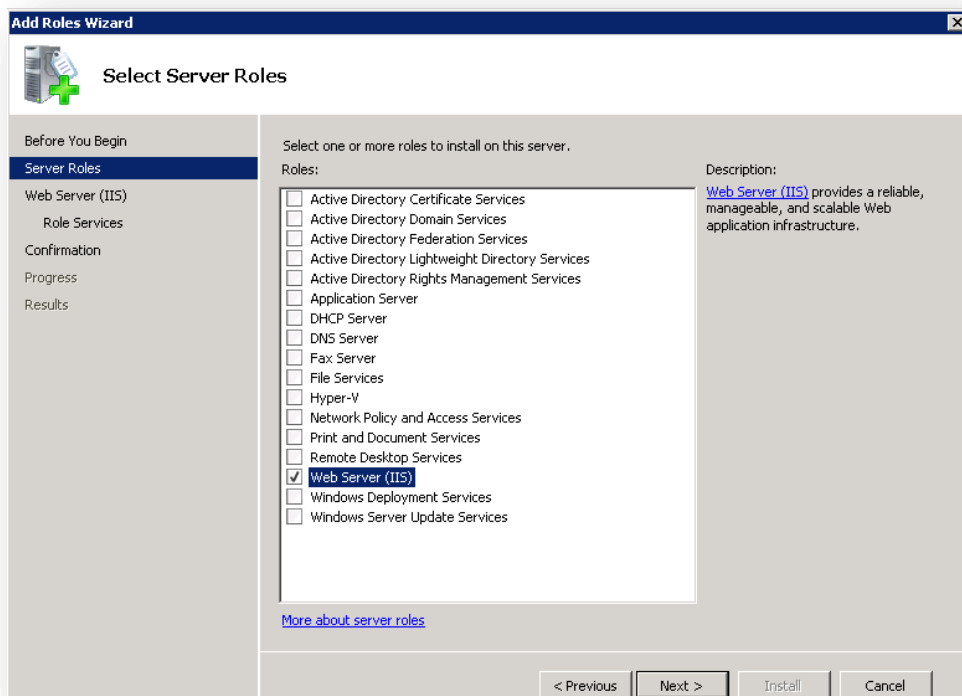 Add Roles Wizard
Select Server Roles
Before You Begin
Server Roles
Web Server (IIS)
Role Services
Confirmation
Progress
Results
Select one or more roles to install on this server.
Roles:
Active Directory Certificate Services
Active Directory Domain Services
Active Directory Federation Services
Active Directory Lightweight Directory Services
Active Directory Rights Management Services
Application Server
DHCP Server
DNS Server
Fax Server
File Services
Hyper-V
Network Policy and Access Services
Print and Document Services
Remote Desktop Services
Web Server (IIS)
Windows Deployment Services
Windows Server Update Services
More about server roles
Description:
Web Server (IIS) provides a reliable,
manageable, and scalable Web
application infrastructure.
< Previous
Next >
Install
Cancel